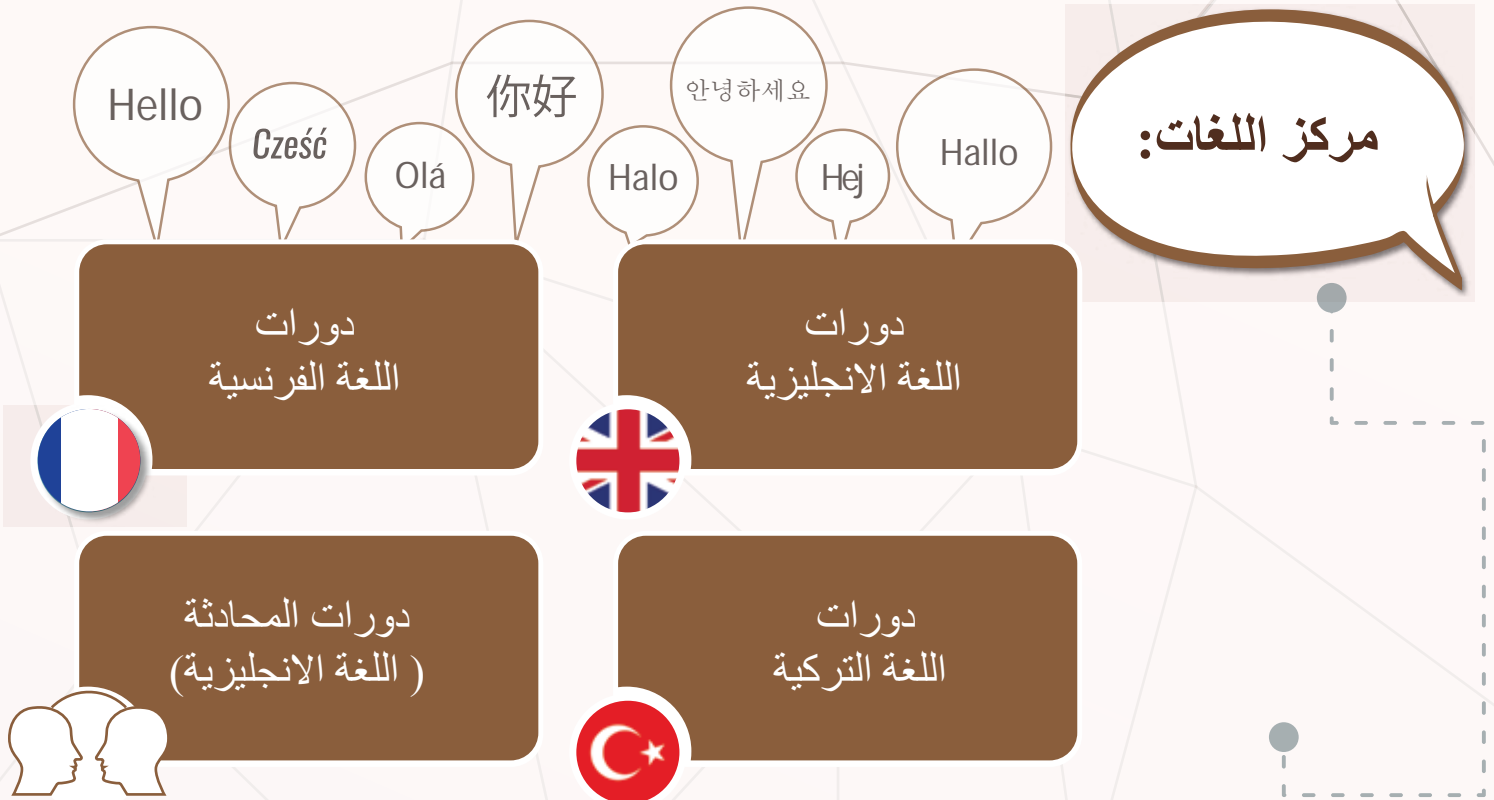 مركز اللغات:
Hello
Cześć
Olá
你好
Halo
안녕하세요
Hej
Hallo
دورات
اللغة الانجليزية
دورات
اللغة الفرنسية
دورات
اللغة التركية
دورات المحادثة
( اللغة الانجليزية)